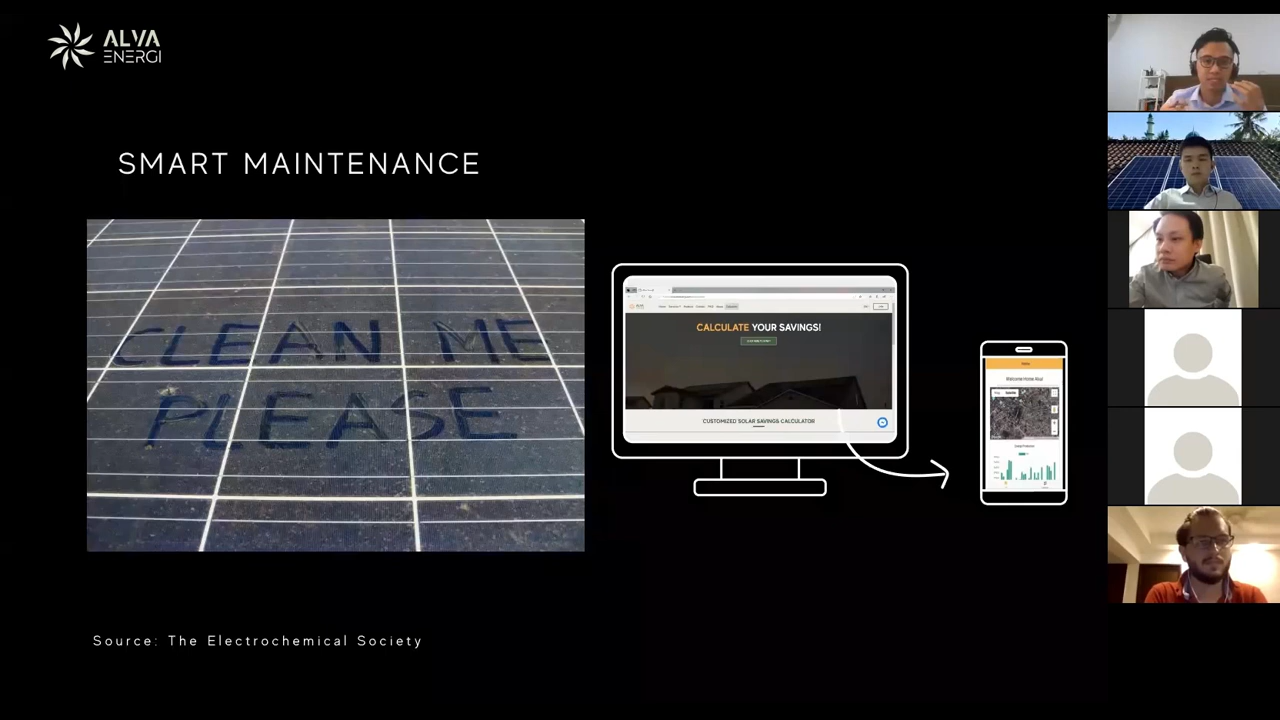 ALVA
ENERGI
SMART MAINTENANCE
CLEAN ME
PLEASE
CALCULATE YOUR SAVINGS!
CUSTOMIZED SOLAR SAVINGS CALCULATOR
Welcome Home Alva!
Source: The Electrochemical Society